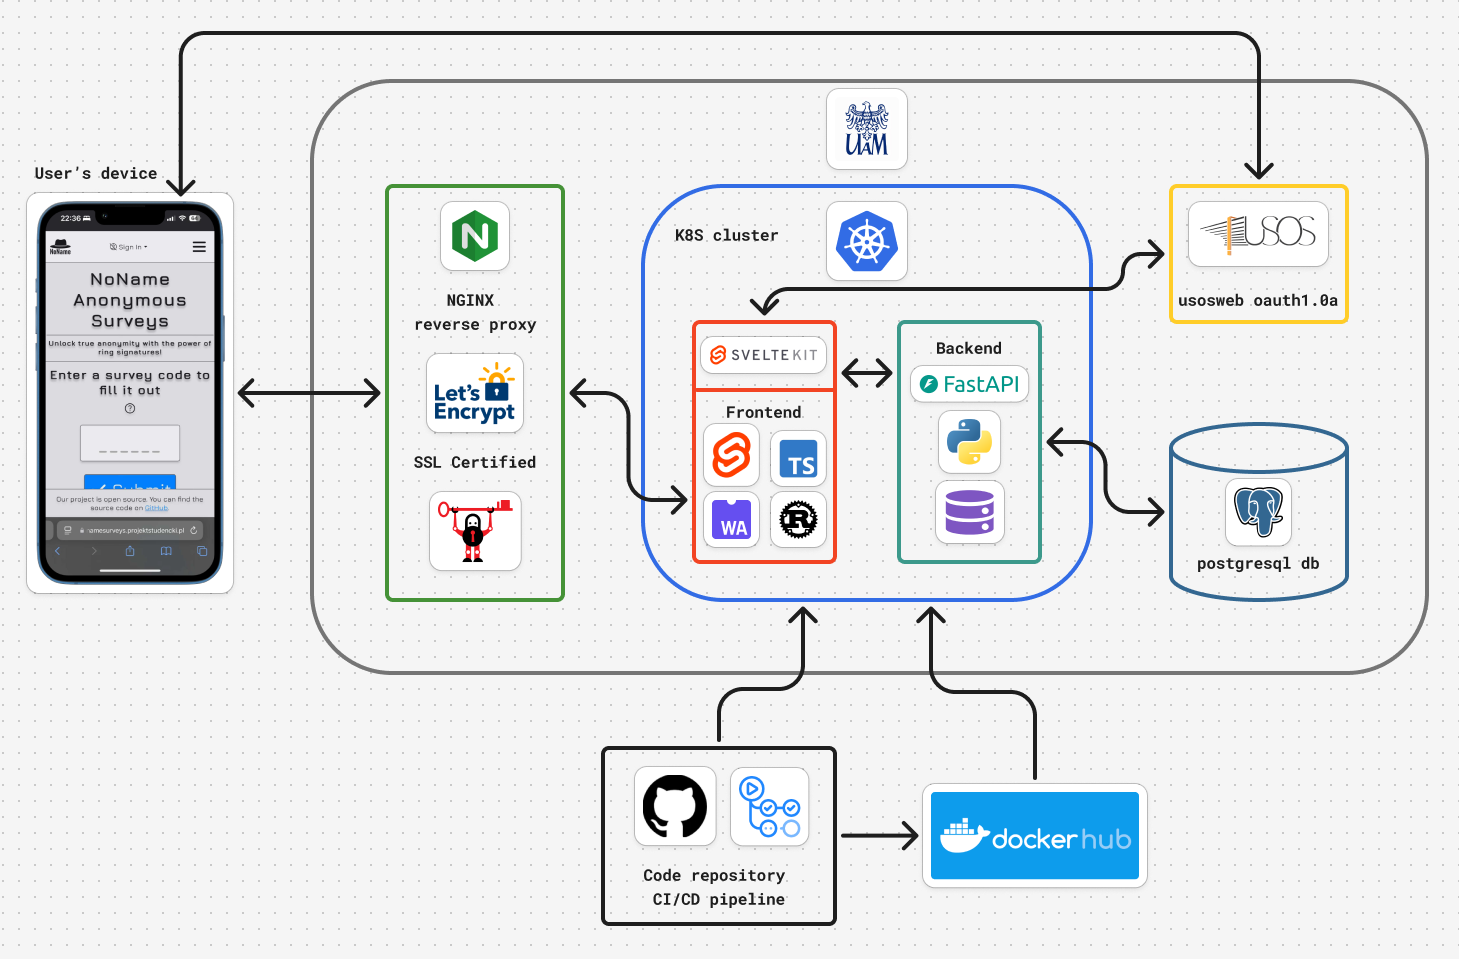 User's device
22:36
64
NoName
Sign In
NoName
Anonymous
Surveys
Unlock true anonymity with the power of
ring signatures!
Enter a survey code to
fill it out
?
Submit
Our project is open source. You can find the
source code on GitHub.
namesurveys.projektstudencki.pl
NGINX
reverse proxy
Let's
Encrypt
SSL Certified
UAM
K8S cluster
SVELTEKIT
Frontend
TS
WA
R
Backend
FastAPI
USOS
usosweb oauth1.0a
postgresql db
Code repository
CI/CD pipeline
dockerhub